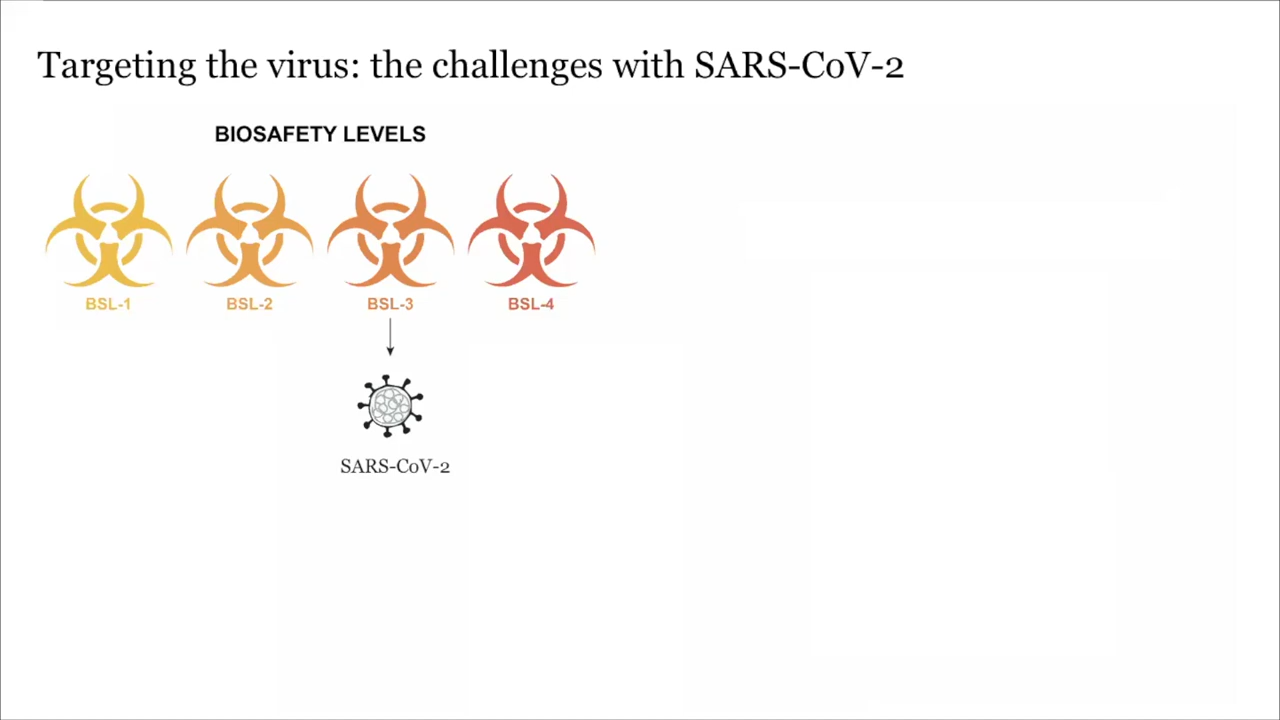 Targeting the virus: the challenges with SARS-CoV-2
BIOSAFETY LEVELS
BSL-1 BSL-2 BSL-3 BSL-4
SARS-CoV-2